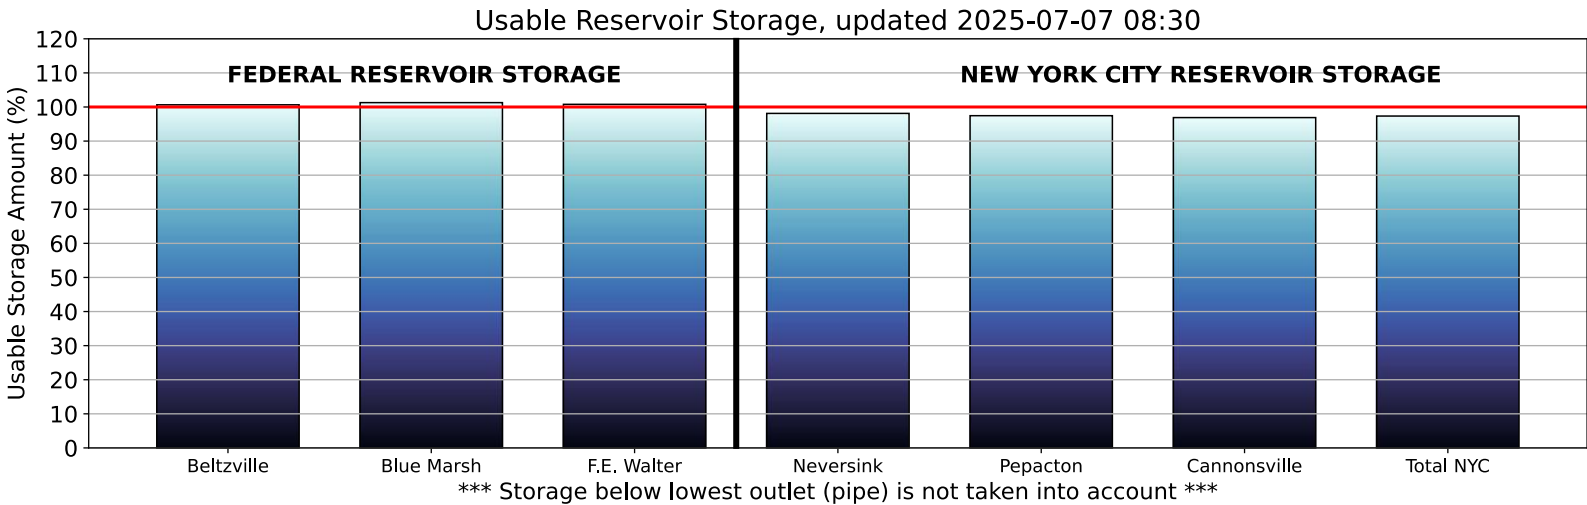 Usable Reservoir Storage, updated 2025-07-07 08:30
FEDERAL RESERVOIR STORAGE
NEW YORK CITY RESERVOIR STORAGE
Usable Storage Amount (%)
120
110
100
90
80
70
60
50
40
30
20
10
0
Beltzville
Blue Marsh
F.E. Walter
Neversink
Pepacton
Cannonsville
Total NYC
*** Storage below lowest outlet (pipe) is not taken into account ***